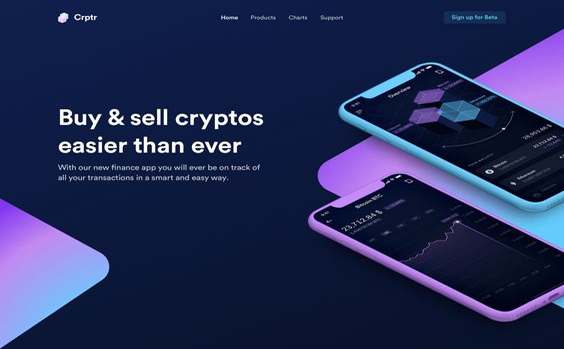 Crptr
Home Products Charts Support
Sign up for Beta
Buy & sell cryptos
easier than ever
With our new finance app you will ever be on track of
all your transactions in a smart and easy way.
Overview
Bitcoin BTC
23,712.84 $
Bitcoin
Ethereum